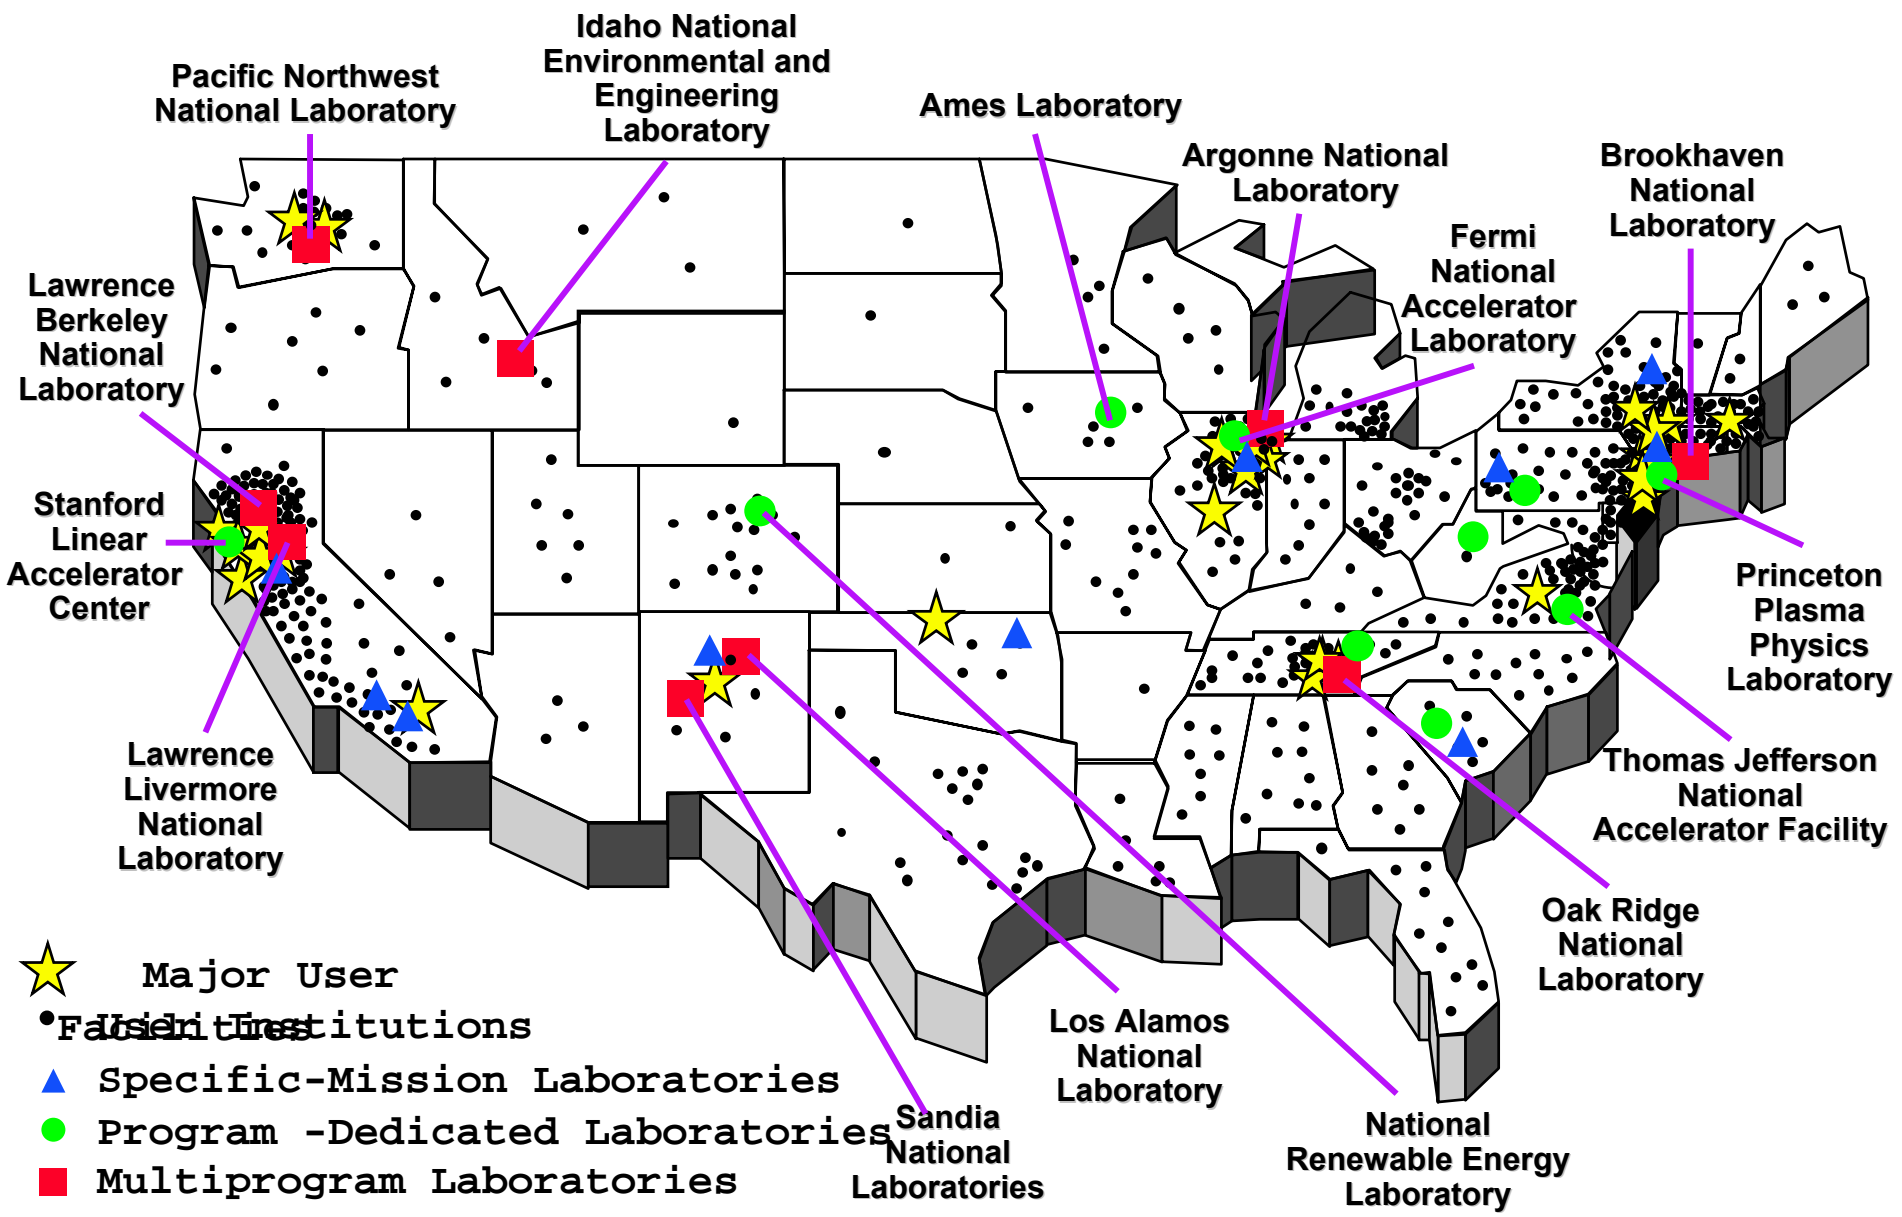 Idaho National
Environmental and
Engineering
Laboratory
Pacific Northwest
National Laboratory
Ames Laboratory
Argonne National
Laboratory
Brookhaven
National
Laboratory
Fermi
National
Accelerator
Laboratory
Lawrence
Berkeley
National
Laboratory
Stanford
Linear
Accelerator
Center
Princeton
Plasma
Physics
Laboratory
Lawrence
Livermore
National
Laboratory
Thomas Jefferson
National
Accelerator Facility
Oak Ridge
National
Laboratory
Los Alamos
National
Laboratory
Sandia
National
Laboratories
National
Renewable Energy
Laboratory
Major User
Facilities
User Institutions
Specific-Mission Laboratories
Program -Dedicated Laboratories
Multiprogram Laboratories